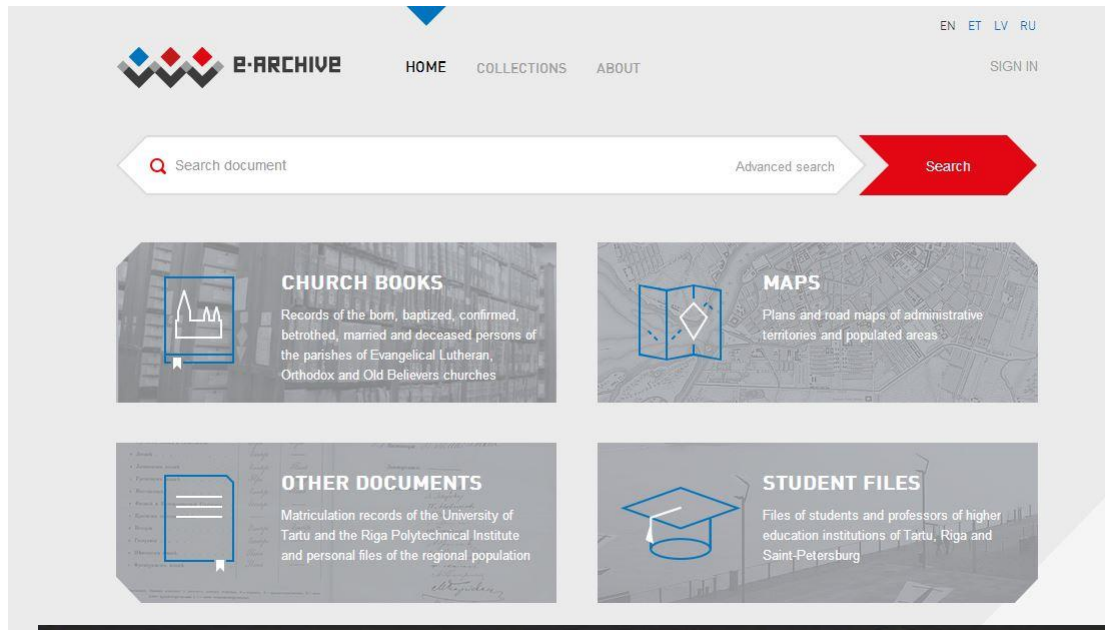 EN ET LV RU
E·ARCHIVE
HOME COLLECTIONS ABOUT
SIGN IN
Search document
Advanced search
Search
CHURCH BOOKS
Records of the born, baptized, confirmed,
betrothed, married and deceased persons of
the parishes of Evangelical Lutheran,
Orthodox and Old Believers churches
MAPS
Plans and road maps of administrative
territories and populated areas
OTHER DOCUMENTS
Matriculation records of the University of
Tartu and the Riga Polytechnical Institute
and personal files of the regional population
STUDENT FILES
Files of students and professors of higher
education institutions of Tartu, Riga and
Saint-Petersburg